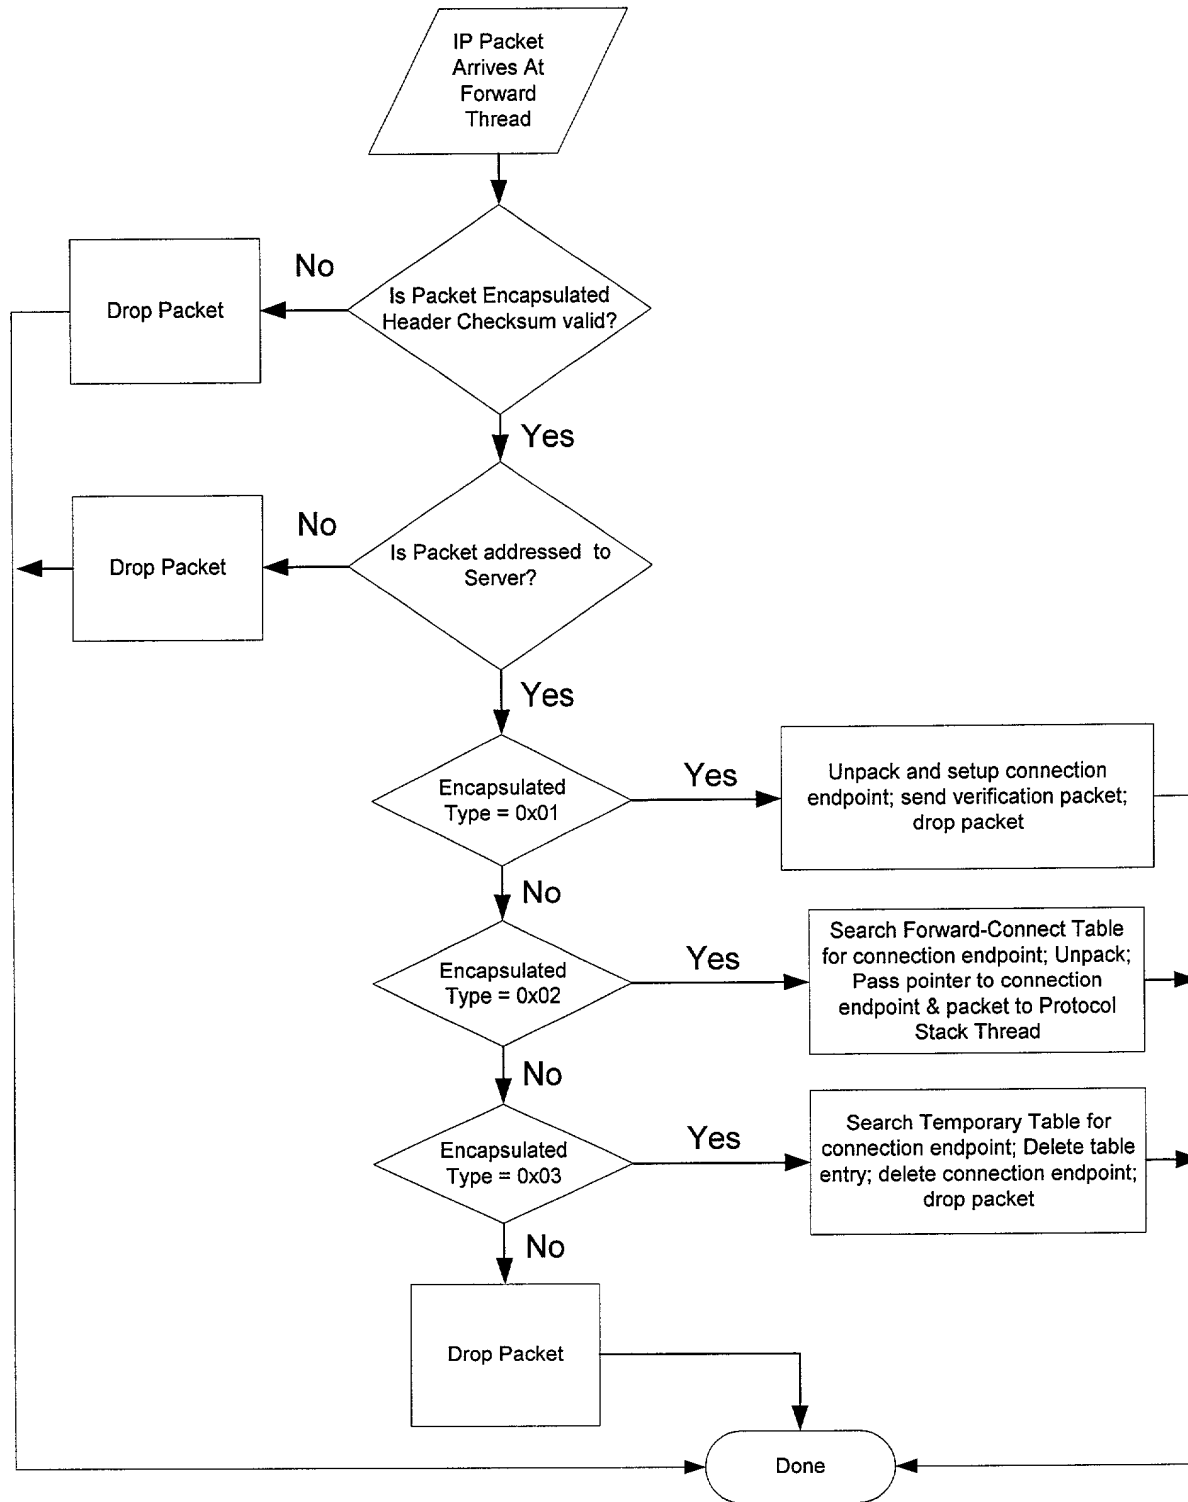 IP Packet
Arrives At
Forward
Thread
No
Drop Packet
Is Packet Encapsulated
Header Checksum valid?
Yes
No
Drop Packet
Is Packet addressed to
Server?
Yes
Encapsulated
Type = 0x01
Yes
Unpack and setup connection
endpoint; send verification packet;
drop packet
No
Encapsulated
Type = 0x02
Yes
Search Forward-Connect Table
for connection endpoint; Unpack;
Pass pointer to connection
endpoint & packet to Protocol
Stack Thread
No
Encapsulated
Type = 0x03
Yes
Search Temporary Table for
connection endpoint; Delete table
entry; delete connection endpoint;
drop packet
No
Drop Packet
Done